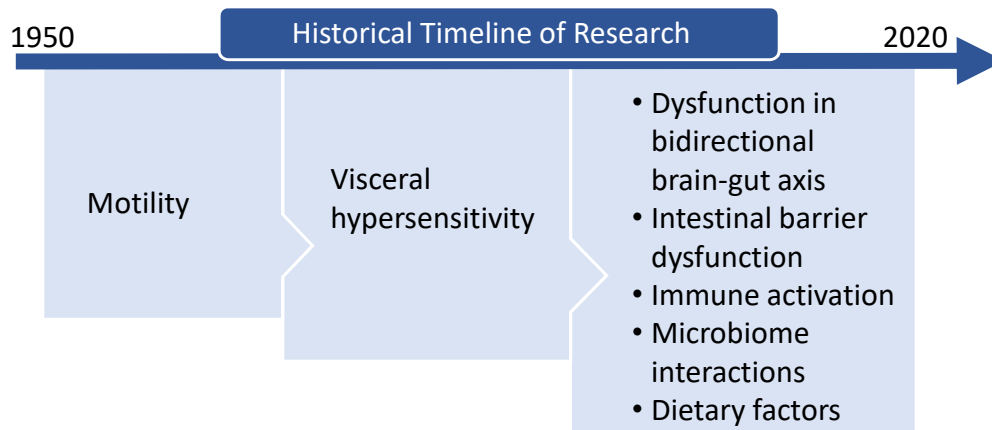 1950
Historical Timeline of Research
2020
Motility
Visceral
hypersensitivity
• Dysfunction in
bidirectional
brain-gut axis
• Intestinal barrier
dysfunction
• Immune activation
• Microbiome
interactions
• Dietary factors